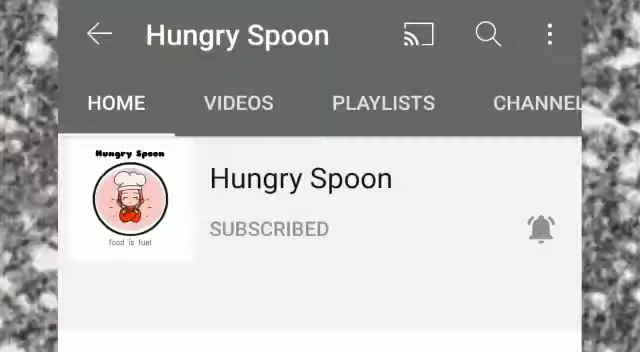 Hungry Spoon
HOME VIDEOS PLAYLISTS CHANNEL
Hungry Spoon
food is fuel
Hungry Spoon
SUBSCRIBED